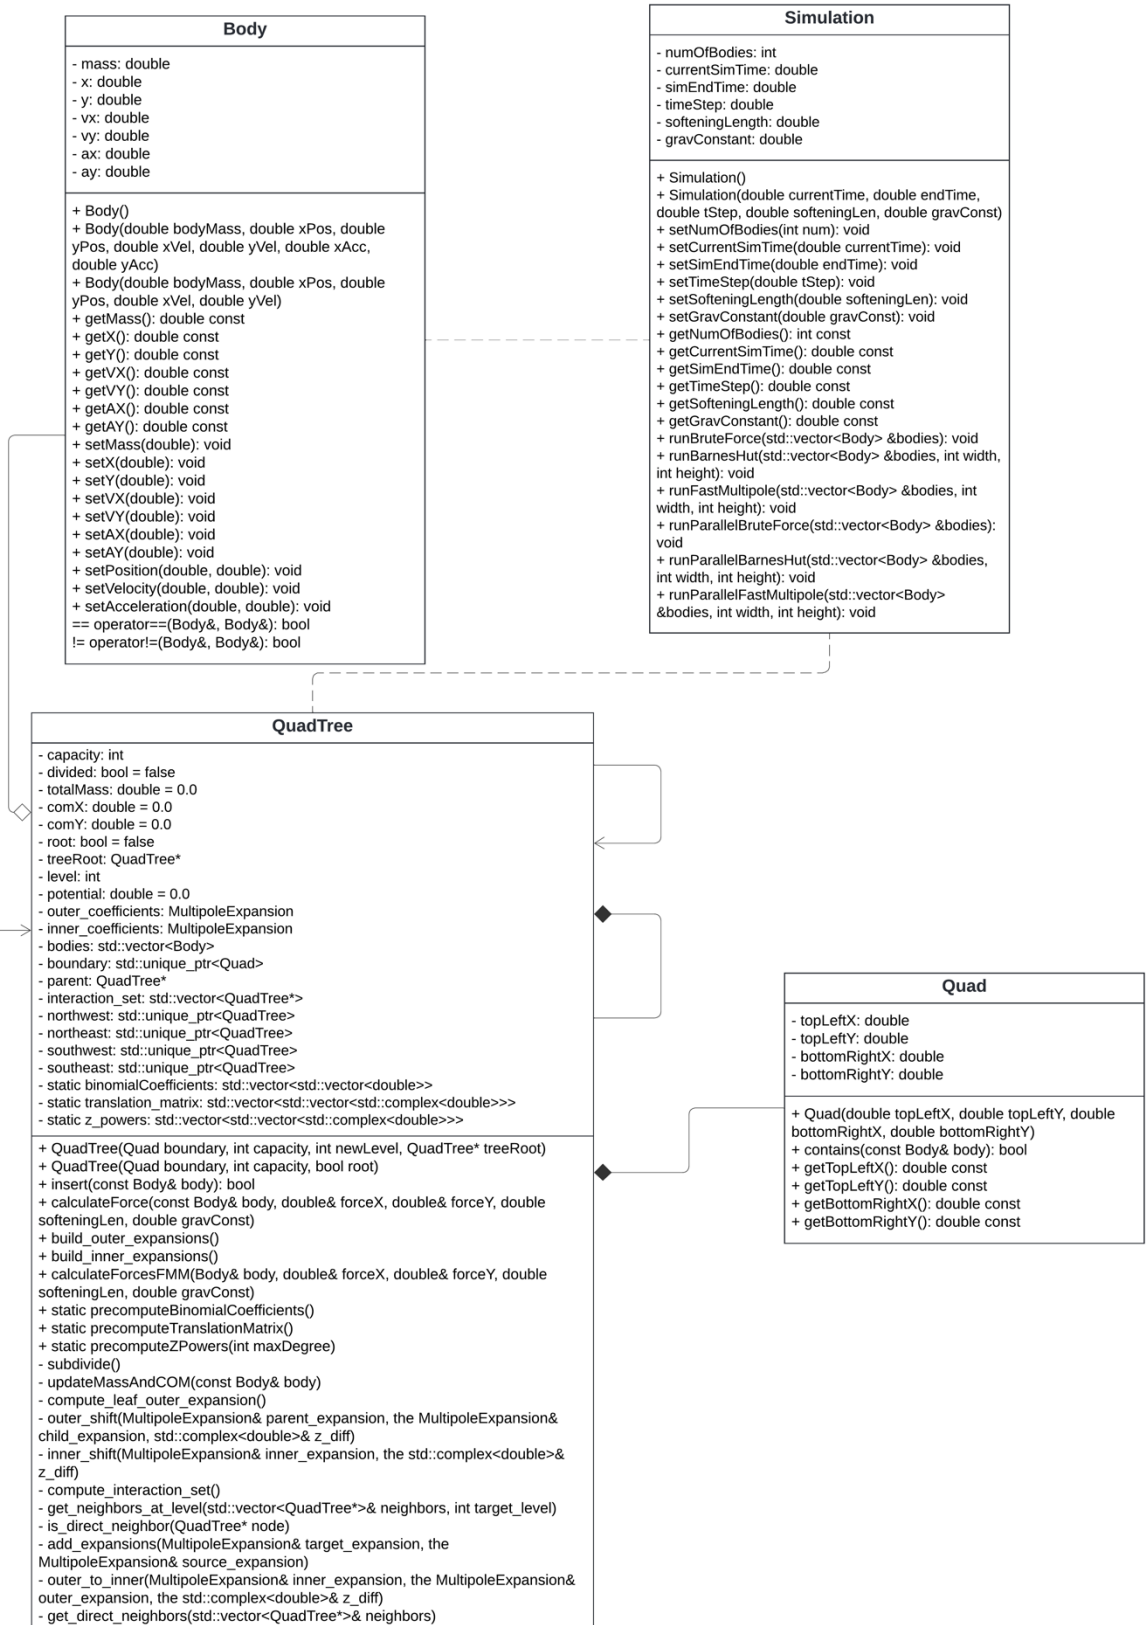 Body
- mass: double
- x: double
- y: double
- vx: double
- vy: double
- ax: double
- ay: double
+ Body()
+ Body(double bodyMass, double xPos, double
yPos, double xVel, double yVel, double xAcc,
double yAcc)
+ Body(double bodyMass, double xPos, double
yPos, double xVel, double yVel)
+ getMass(): double const
+ getX(): double const
+ getY(): double const
+ getVX(): double const
+ getVY(): double const
+ getAX(): double const
+ getAY(): double const
+ setMass(double): void
+ setX(double): void
+ setY(double): void
+ setVX(double): void
+ setVY(double): void
+ setAX(double): void
+ setAY(double): void
+ setPosition(double, double): void
+ setVelocity(double, double): void
+ setAcceleration(double, double): void
== operator==(Body&, Body&): bool
!= operator!=(Body&, Body&): bool
Simulation
- numOfBodies: int
- currentSimTime: double
- simEndTime: double
- timeStep: double
- softeningLength: double
- gravConstant: double
+ Simulation()
+ Simulation(double currentTime, double endTime,
double tStep, double softeningLen, double gravConst)
+ setNumOfBodies(int num): void
+ setCurrentSimTime(double currentTime): void
+ setSimEndTime(double endTime): void
+ setTimeStep(double tStep): void
+ setSofteningLength(double softeningLen): void
+ setGravConstant(double gravConst): void
+ getNumOfBodies(): int const
+ getCurrentSimTime(): double const
+ getSimEndTime(): double const
+ getTimeStep(): double const
+ getSofteningLength(): double const
+ getGravConstant(): double const
+ runBruteForce(std::vector<Body> &bodies): void
+ runBarnesHut(std::vector<Body> &bodies, int width,
int height): void
+ runFastMultipole(std::vector<Body> &bodies, int
width, int height): void
+ runParallelBruteForce(std::vector<Body> &bodies):
void
+ runParallelBarnesHut(std::vector<Body> &bodies,
int width, int height): void
+ runParallelFastMultipole(std::vector<Body>
&bodies, int width, int height): void
QuadTree
- capacity: int
- divided: bool = false
- totalMass: double = 0.0
- comX: double = 0.0
- comY: double = 0.0
- root: bool = false
- treeRoot: QuadTree*
- level: int
- potential: double = 0.0
- outer_coefficients: MultipoleExpansion
- inner_coefficients: MultipoleExpansion
- bodies: std::vector<Body>
- boundary: std::unique_ptr<Quad>
- parent: QuadTree*
- interaction_set: std::vector<QuadTree*>
- northwest: std::unique_ptr<QuadTree>
- northeast: std::unique_ptr<QuadTree>
- southwest: std::unique_ptr<QuadTree>
- southeast: std::unique_ptr<QuadTree>
- static binomialCoefficients: std::vector<std::vector<double>>
- static translation_matrix: std::vector<std::vector<std::complex<double>>>
- static z_powers: std::vector<std::vector<std::complex<double>>>
+ QuadTree(Quad boundary, int capacity, int newLevel, QuadTree* treeRoot)
+ QuadTree(Quad boundary, int capacity, bool root)
+ insert(const Body& body): bool
+ calculateForce(const Body& body, double& forceX, double& forceY, double
softeningLen, double gravConst)
+ build_outer_expansions()
+ build_inner_expansions()
+ calculateForcesFMM(Body& body, double& forceX, double& forceY, double
softeningLen, double gravConst)
+ static precomputeBinomialCoefficients()
+ static precomputeTranslationMatrix()
+ static precomputeZPowers(int maxDegree)
- subdivide()
- updateMassAndCOM(const Body& body)
- compute_leaf_outer_expansion()
- outer_shift(MultipoleExpansion& parent_expansion, the MultipoleExpansion&
child_expansion, std::complex<double>& z_diff)
- inner_shift(MultipoleExpansion& inner_expansion, the std::complex<double>&
z_diff)
- compute_interaction_set()
- get_neighbors_at_level(std::vector<QuadTree*>& neighbors, int target_level)
- is_direct_neighbor(QuadTree* node)
- add_expansions(MultipoleExpansion& target_expansion, the
MultipoleExpansion& source_expansion)
- outer_to_inner(MultipoleExpansion& inner_expansion, the MultipoleExpansion&
outer_expansion, the std::complex<double>& z_diff)
- get_direct_neighbors(std::vector<QuadTree*>& neighbors)
Quad
- topLeftX: double
- topLeftY: double
- bottomRightX: double
- bottomRightY: double
+ Quad(double topLeftX, double topLeftY, double
bottomRightX, double bottomRightY)
+ contains(const Body& body): bool
+ getTopLeftX(): double const
+ getTopLeftY(): double const
+ getBottomRightX(): double const
+ getBottomRightY(): double const